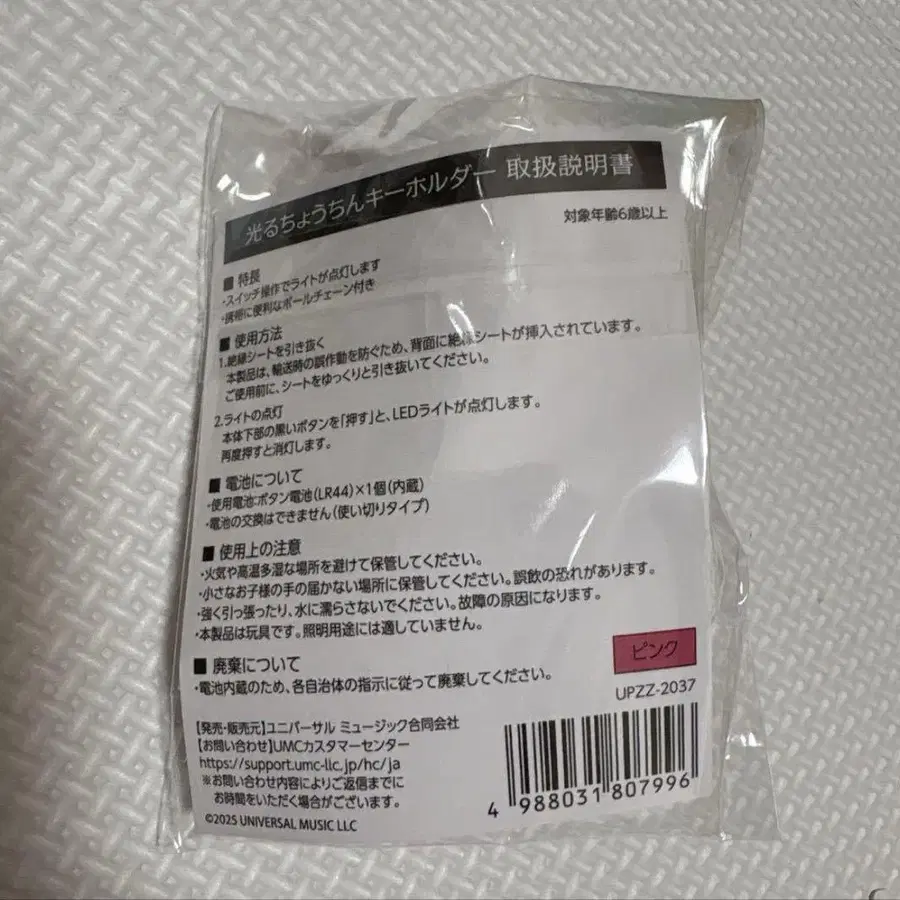 光るちょうちんキーホルダー 取扱説明書
対象年齢6歳以上
■ 特長
・スイッチ操作でライトが点灯します
・携帯に便利なボールチェーン付き
■ 使用方法
1.絶縁シートを引き抜く
本製品は、輸送時の誤作動を防ぐため、背面に絶縁シートが挿入されています。
ご使用前に、シートをゆっくりと引き抜いてください。
2.ライトの点灯
本体下部の黒いボタンを「押す」と、LEDライトが点灯します。
再度押すと消灯します。
■ 電池について
・使用電池:ボタン電池(LR44)×1個(内蔵)
・電池の交換はできません(使い切りタイプ)
■ 使用上の注意
・火気や高温多湿な場所を避けて保管してください。
・小さなお子様の手の届かない場所に保管してください。誤飲の恐れがあります。
・強く引っ張ったり、水に濡らさないでください。故障の原因になります。
・本製品は玩具です。照明用途には適していません。
■ 廃棄について
・電池内蔵のため、各自治体の指示に従って廃棄してください。
ピンク
UPZZ-2037
【発売・販売元】ユニバーサル ミュージック合同会社
【お問い合わせ】UMCカスタマーセンター
https://support.umc-llc.jp/hc/ja
※お問い合わせ内容によりご返信までに
お時間をいただく場合がございます。
©2025 UNIVERSAL MUSIC LLC
4 988031 807996